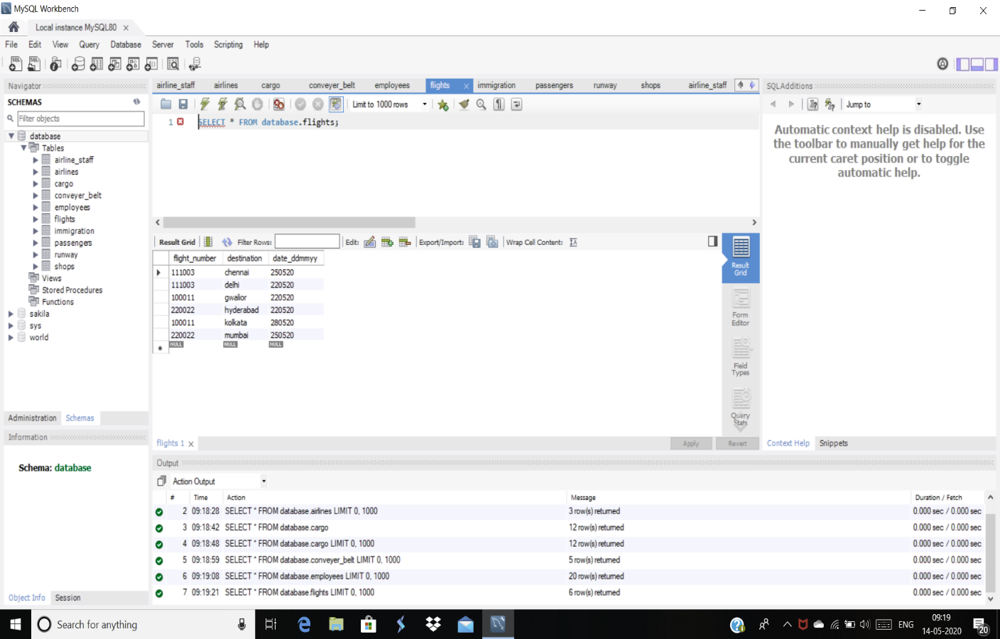 MySQL Workbench
Local instance MySQL80
File Edit View Query Database Server Tools Scripting Help
Navigator
SCHEMAS
Filter objects
database
Tables
airline_staff
airlines
cargo
conveyer_belt
employees
flights
immigration
passengers
runway
shops
Views
Stored Procedures
Functions
sakila
sys
world
Administration Schemas
Information
Schema: database
Object Info Session
airline_staff airlines cargo conveyer_belt employees flights immigration passengers runway shops airline_staff
Limit to 1000 rows
1 SELECT * FROM database.flights;
Result Grid Filter Rows: Edit: Export/Import: Wrap Cell Content:
flight_number destination date_ddmmyy
111003 chennai 250520
111003 delhi 220520
100011 gwalior 220520
220022 hyderabad 220520
100011 kolkata 280520
220022 mumbai 250520
NULL NULL NULL
Result
Grid
Form
Editor
Field
Types
Query
Stats
flights 1 Apply Revert
SQLAdditions
Jump to
Automatic context help is disabled. Use
the toolbar to manually get help for the
current caret position or to toggle
automatic help.
Context Help Snippets
Output
Action Output
# Time Action Message Duration / Fetch
2 09:18:28 SELECT * FROM database.airlines LIMIT 0, 1000 3 row(s) returned 0.000 sec / 0.000 sec
3 09:18:42 SELECT * FROM database.cargo 12 row(s) returned 0.000 sec / 0.000 sec
4 09:18:48 SELECT * FROM database.cargo LIMIT 0, 1000 12 row(s) returned 0.000 sec / 0.000 sec
5 09:18:59 SELECT * FROM database.conveyer_belt LIMIT 0, 1000 5 row(s) returned 0.000 sec / 0.000 sec
6 09:19:08 SELECT * FROM database.employees LIMIT 0, 1000 20 row(s) returned 0.000 sec / 0.000 sec
7 09:19:21 SELECT * FROM database.flights LIMIT 0, 1000 6 row(s) returned 0.000 sec / 0.000 sec
Search for anything
ENG
09:19
14-05-2020
20